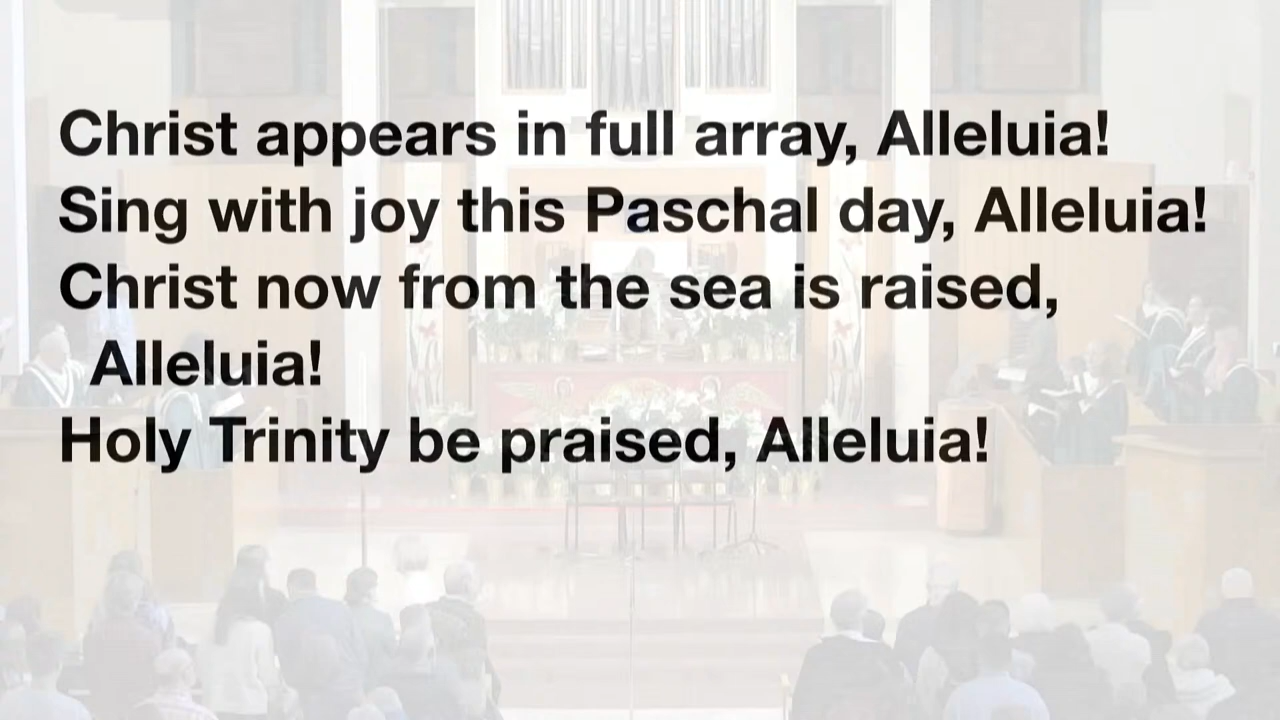 Christ appears in full array, Alleluia!
Sing with joy this Paschal day, Alleluia!
Christ now from the sea is raised,
Alleluia!
Holy Trinity be praised, Alleluia!